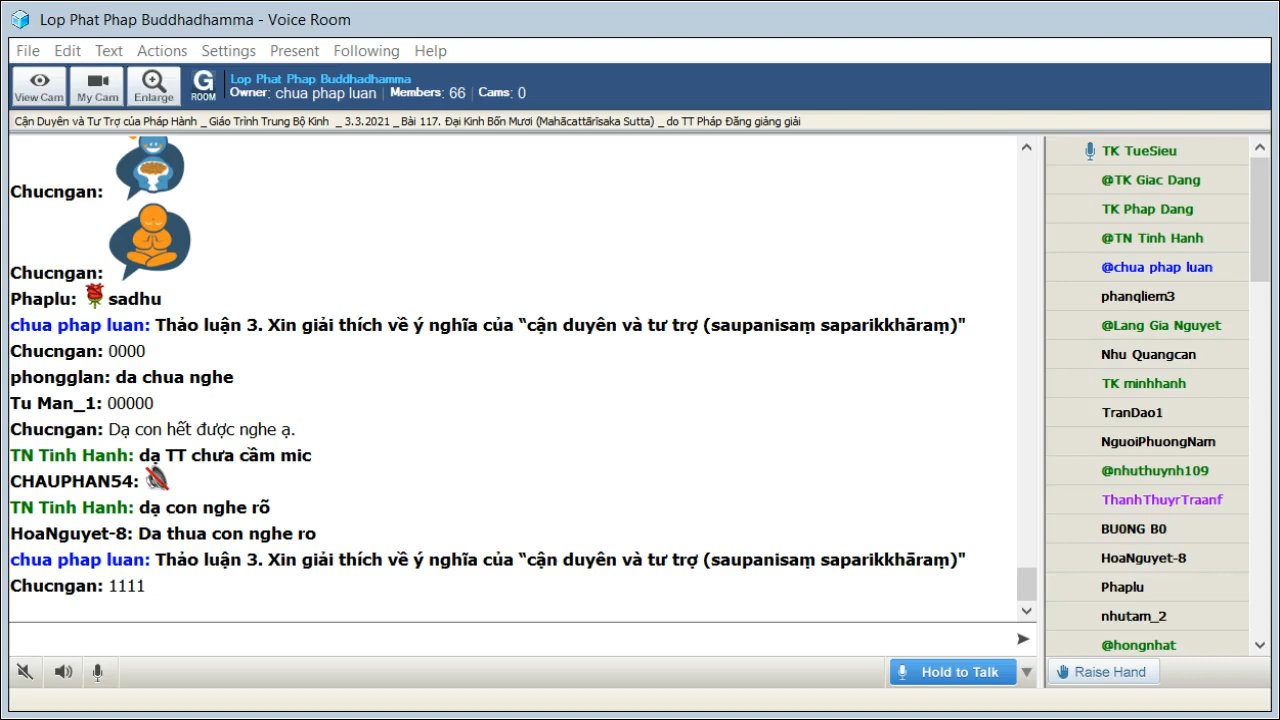 Lop Phat Phap Buddhadhamma - Voice Room
File Edit Text Actions Settings Present Following Help
View Cam My Cam Enlarge G ROOM
Lop Phat Phap Buddhadhamma
Owner: chua phap luan | Members: 66 | Cams: 0
Cận Duyên và Tư Trợ của Pháp Hành _ Giáo Trình Trung Bộ Kinh _ 3.3.2021 _ Bài 117. Đại Kinh Bốn Mươi (Mahācattārīsaka Sutta) _ do TT Pháp Đăng giảng giải
Chucngan:
Chucngan:
Phaplu: sadhu
chua phap luan: Thảo luận 3. Xin giải thích về ý nghĩa của “cận duyên và tư trợ (saupanisaṃ saparikkhāraṃ)"
Chucngan: 0000
phongglan: da chua nghe
Tu Man_1: 00000
Chucngan: Dạ con hết được nghe ạ.
TN Tinh Hanh: dạ TT chưa cầm mic
CHAUPHAN54:
TN Tinh Hanh: dạ con nghe rõ
HoaNguyet-8: Da thua con nghe ro
chua phap luan: Thảo luận 3. Xin giải thích về ý nghĩa của “cận duyên và tư trợ (saupanisaṃ saparikkhāraṃ)"
Chucngan: 1111
TK TueSieu
@TK Giac Dang
TK Phap Dang
@TN Tinh Hanh
@chua phap luan
phanqliem3
@Lang Gia Nguyet
Nhu Quangcan
TK minhhanh
TranDao1
NguoiPhuongNam
@nhuthuynh109
ThanhThuyrTraanf
BU0NG B0
HoaNguyet-8
Phaplu
nhutam_2
@hongnhat
Hold to Talk
Raise Hand